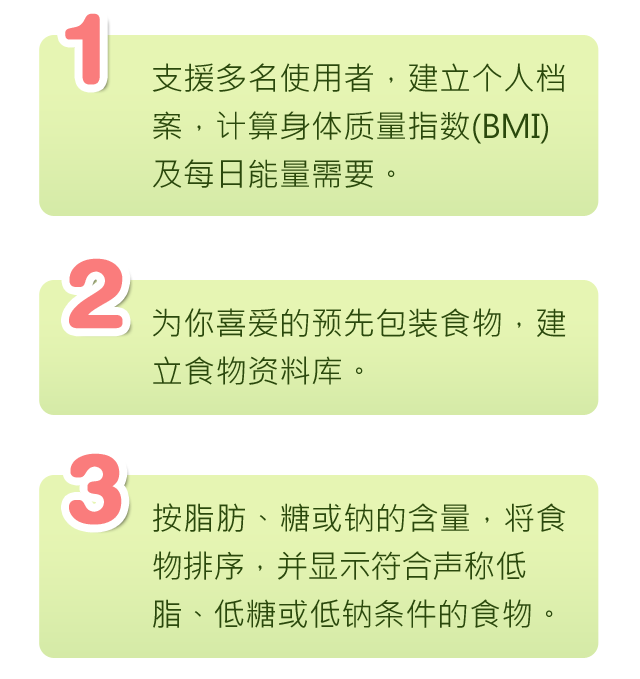 1
支援多名使用者，建立个人档
案，计算身体质量指数(BMI)
及每日能量需要。
2
为你喜爱的预先包装食物，建
立食物资料库。
3
按脂肪、糖或钠的含量，将食
物排序，并显示符合声称低
脂、低糖或低钠条件的食物。